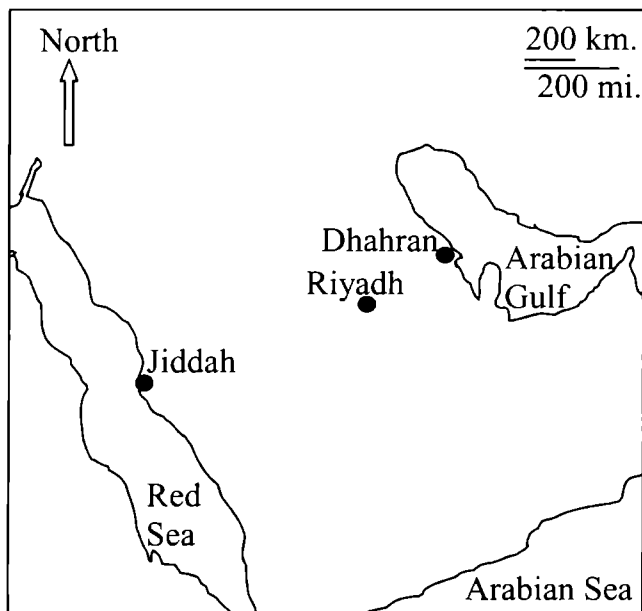 North
200 km.
200 mi.
Dhahran
Arabian
Gulf
Riyadh
Jiddah
Red
Sea
Arabian Sea